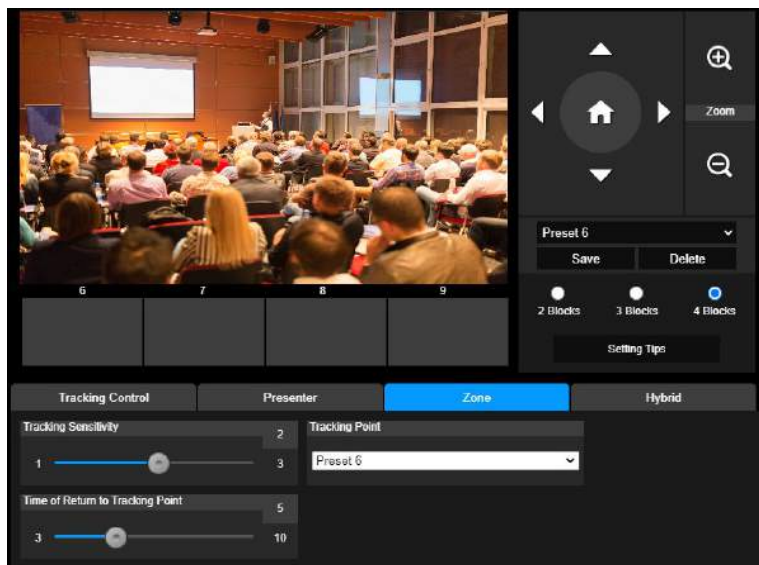 Zoom
Preset 6
Save Delete
6 7 8 9
2 Blocks 3 Blocks 4 Blocks
Setting Tips
Tracking Control Presenter Zone Hybrid
Tracking Sensitivity 2
1 3
Tracking Point
Preset 6
Time of Return to Tracking Point 5
3 10